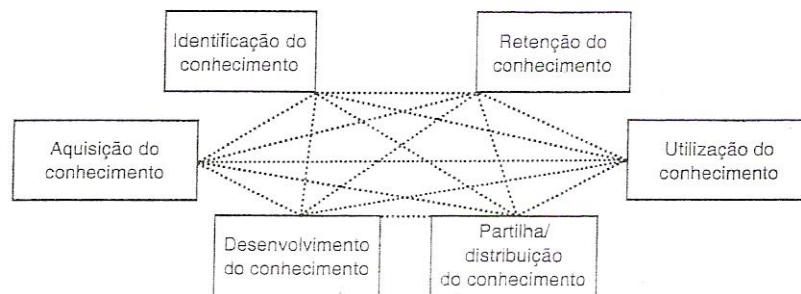 Identificação do
conhecimento
Retenção do
conhecimento
Aquisição do
conhecimento
Utilização do
conhecimento
Desenvolvimento
do conhecimento
Partilha/
distribuição
do conhecimento